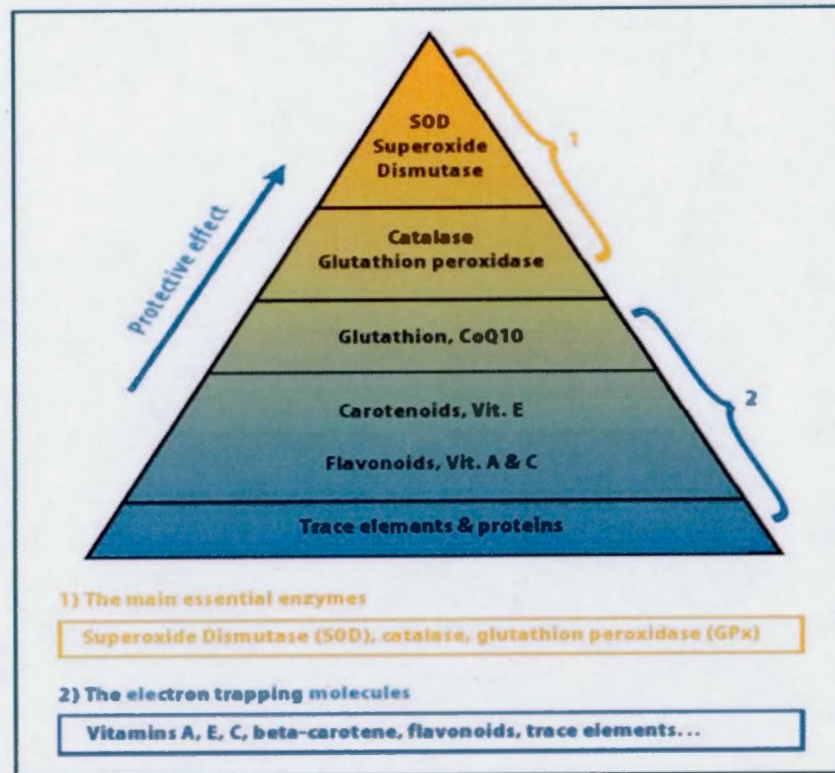 SOD
Superoxide
Dismutase
1
Protective effect
Catalase
Glutathion peroxidase
Glutathion, CoQ10
2
Carotenoids, Vit. E
Flavonoids, Vit. A & C
Trace elements & proteins
1) The main essential enzymes
Superoxide Dismutase (SOD), catalase, glutathion peroxidase (GPx)
2) The electron trapping molecules
Vitamins A, E, C, beta-carotene, flavonoids, trace elements...